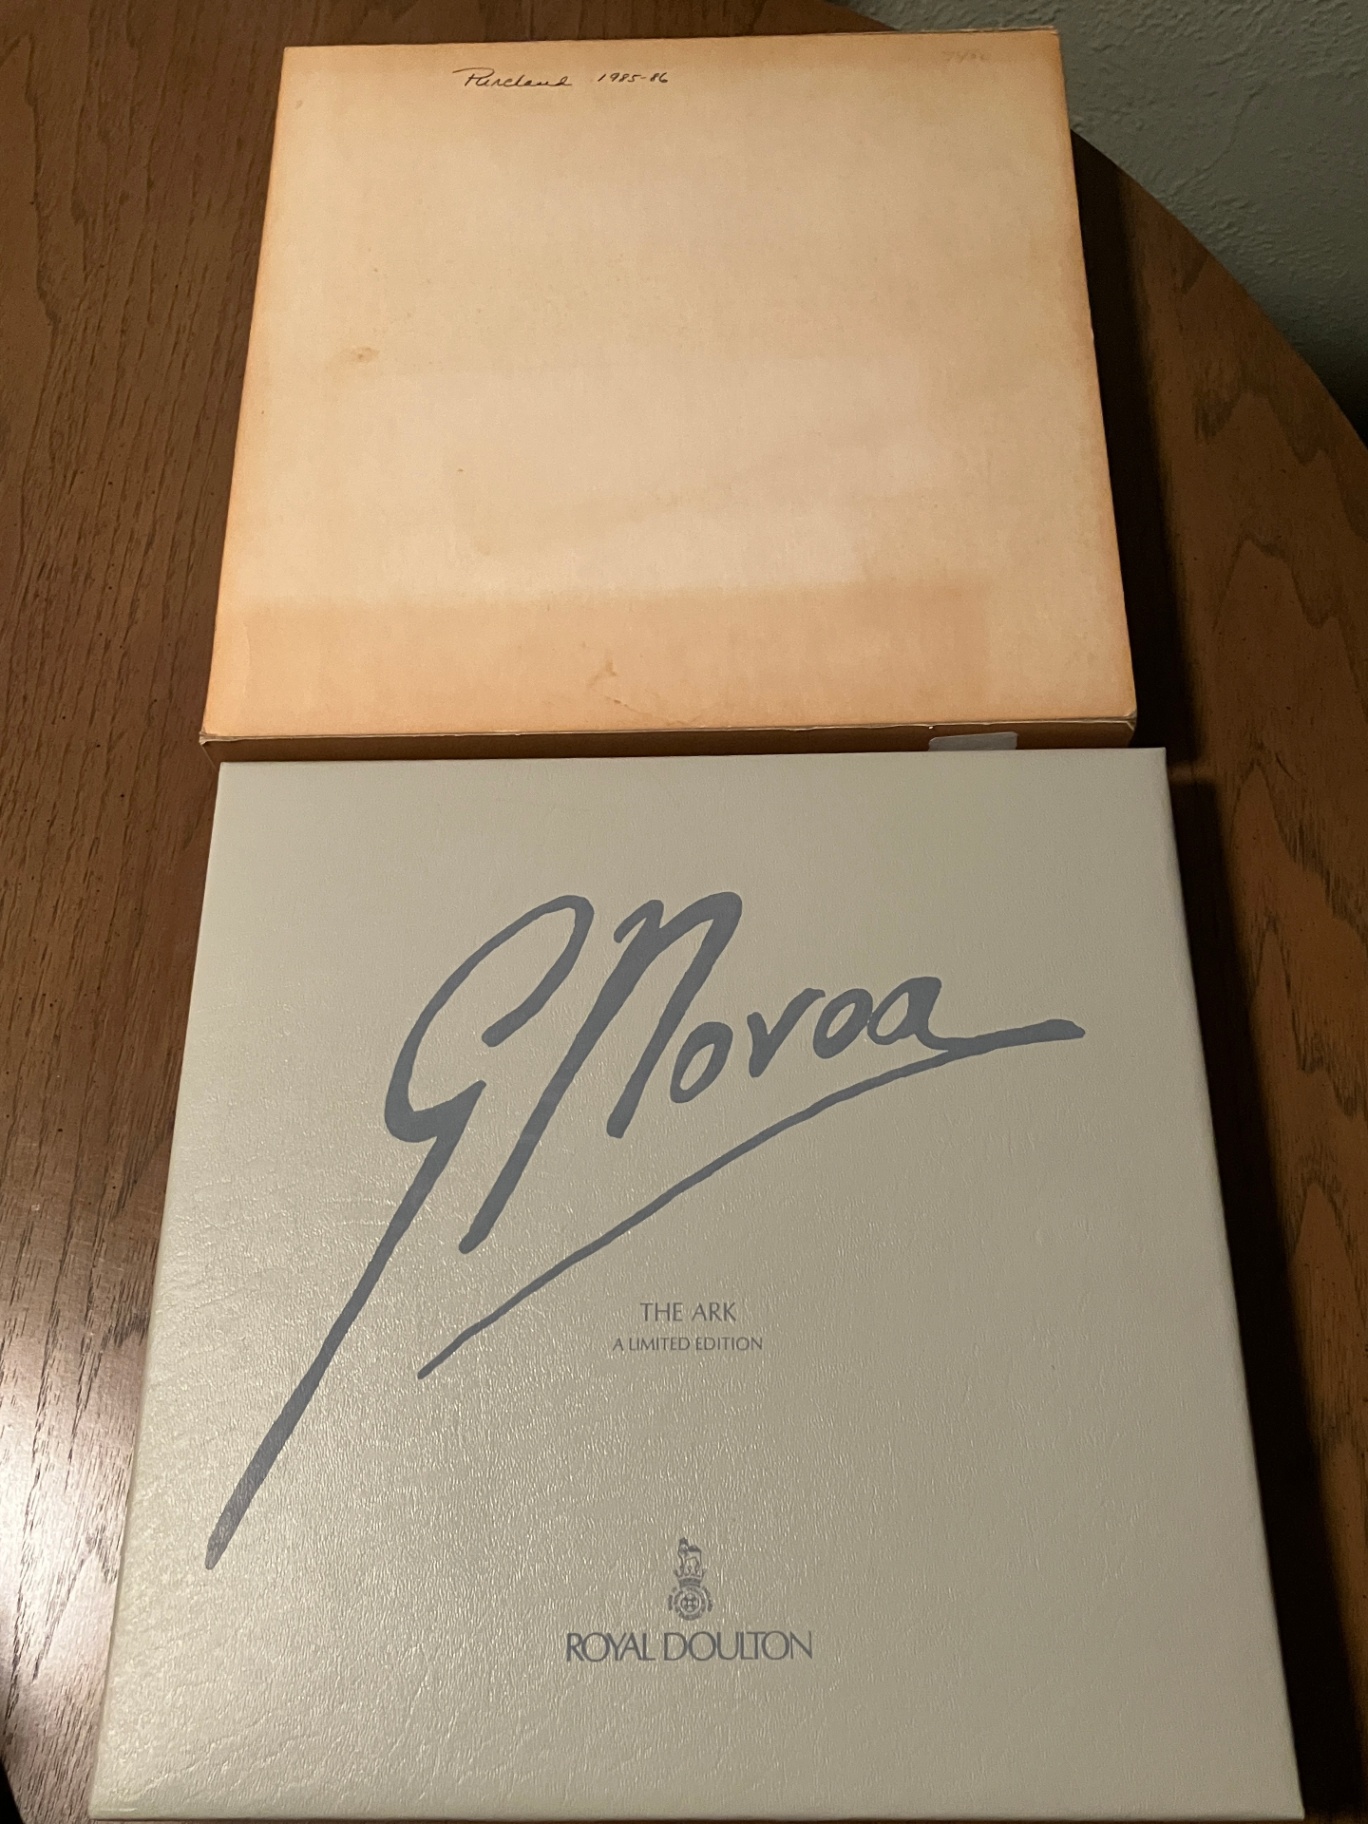 Purchased 1985-86
G Novoa
THE ARK
A LIMITED EDITION
ROYAL DOULTON